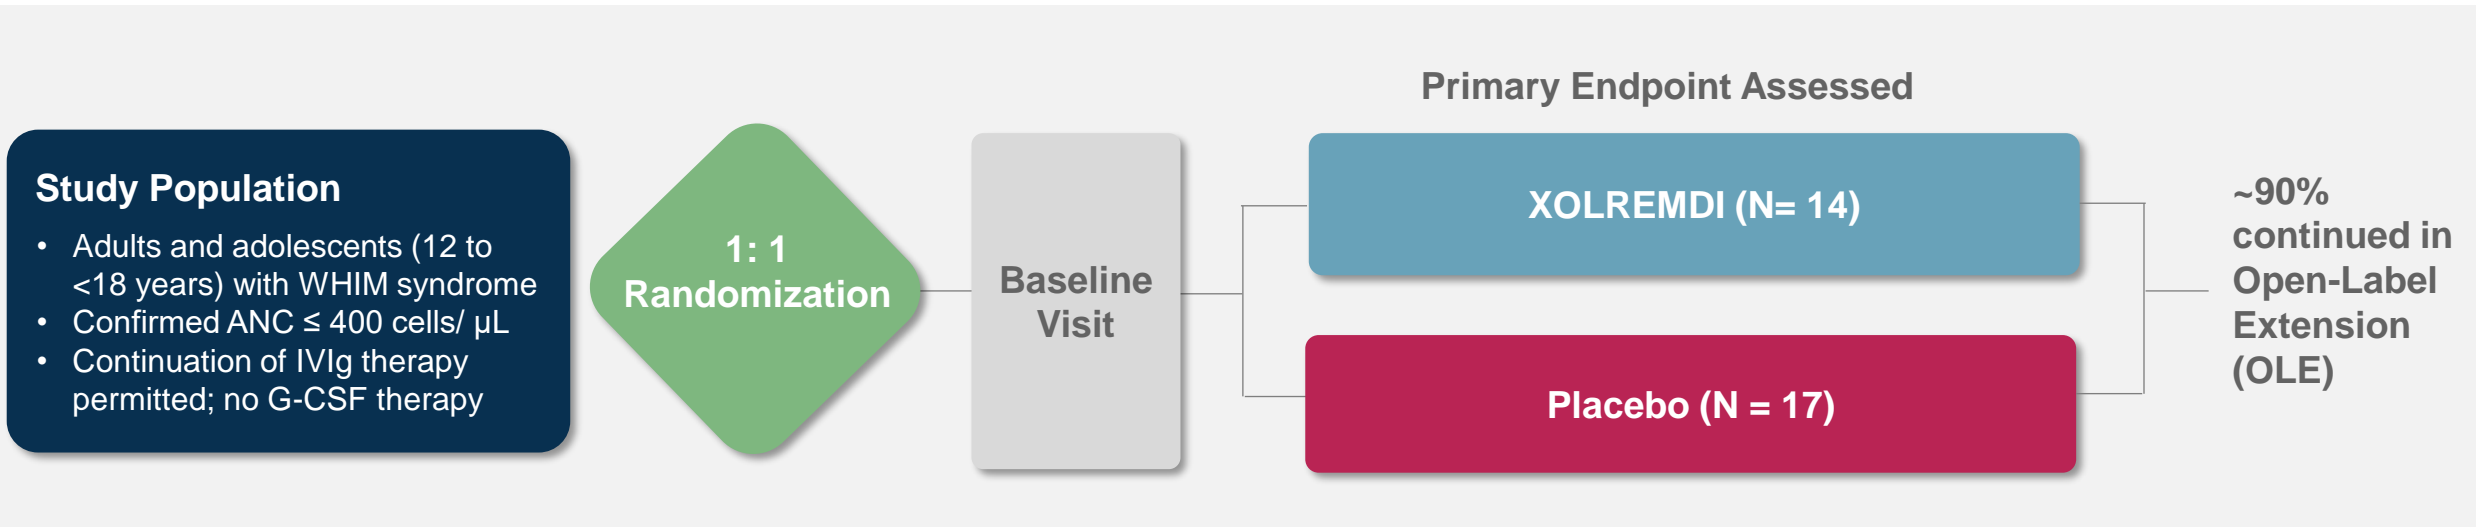 Study Population
• Adults and adolescents (12 to
<18 years) with WHIM syndrome
• Confirmed ANC ≤ 400 cells/ µL
• Continuation of IVIg therapy
permitted; no G-CSF therapy
1: 1
Randomization
Baseline
Visit
Primary Endpoint Assessed
XOLREMDI (N= 14)
Placebo (N = 17)
~90%
continued in
Open-Label
Extension
(OLE)